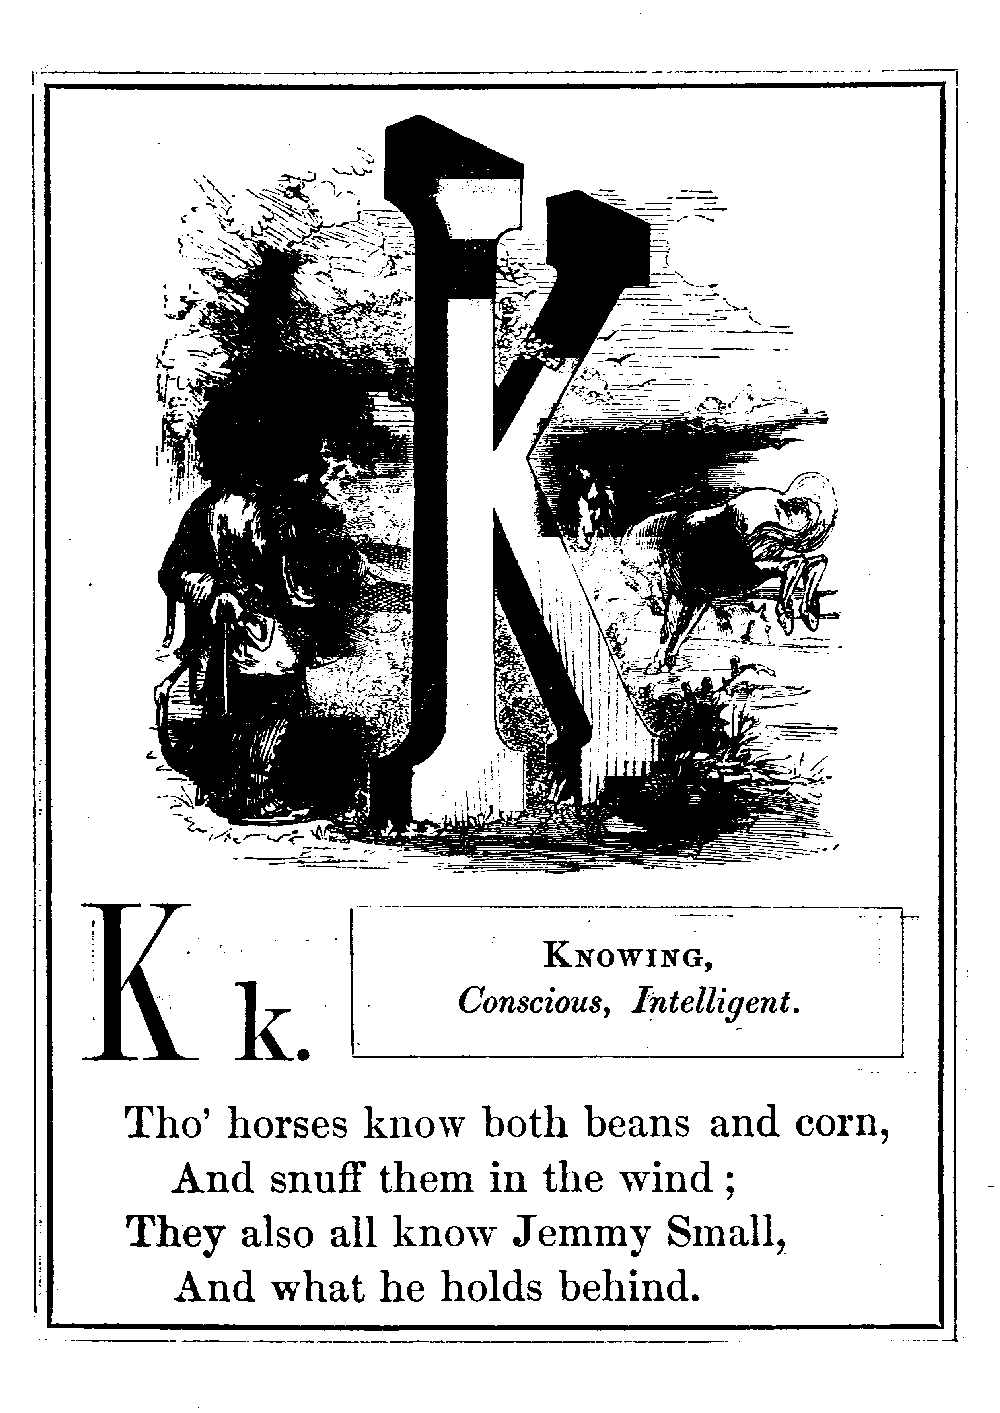 K
K k.
KNOWING,
Conscious, Intelligent.
Tho' horses know both beans and corn,
And snuff them in the wind;
They also all know Jemmy Small,
And what he holds behind.